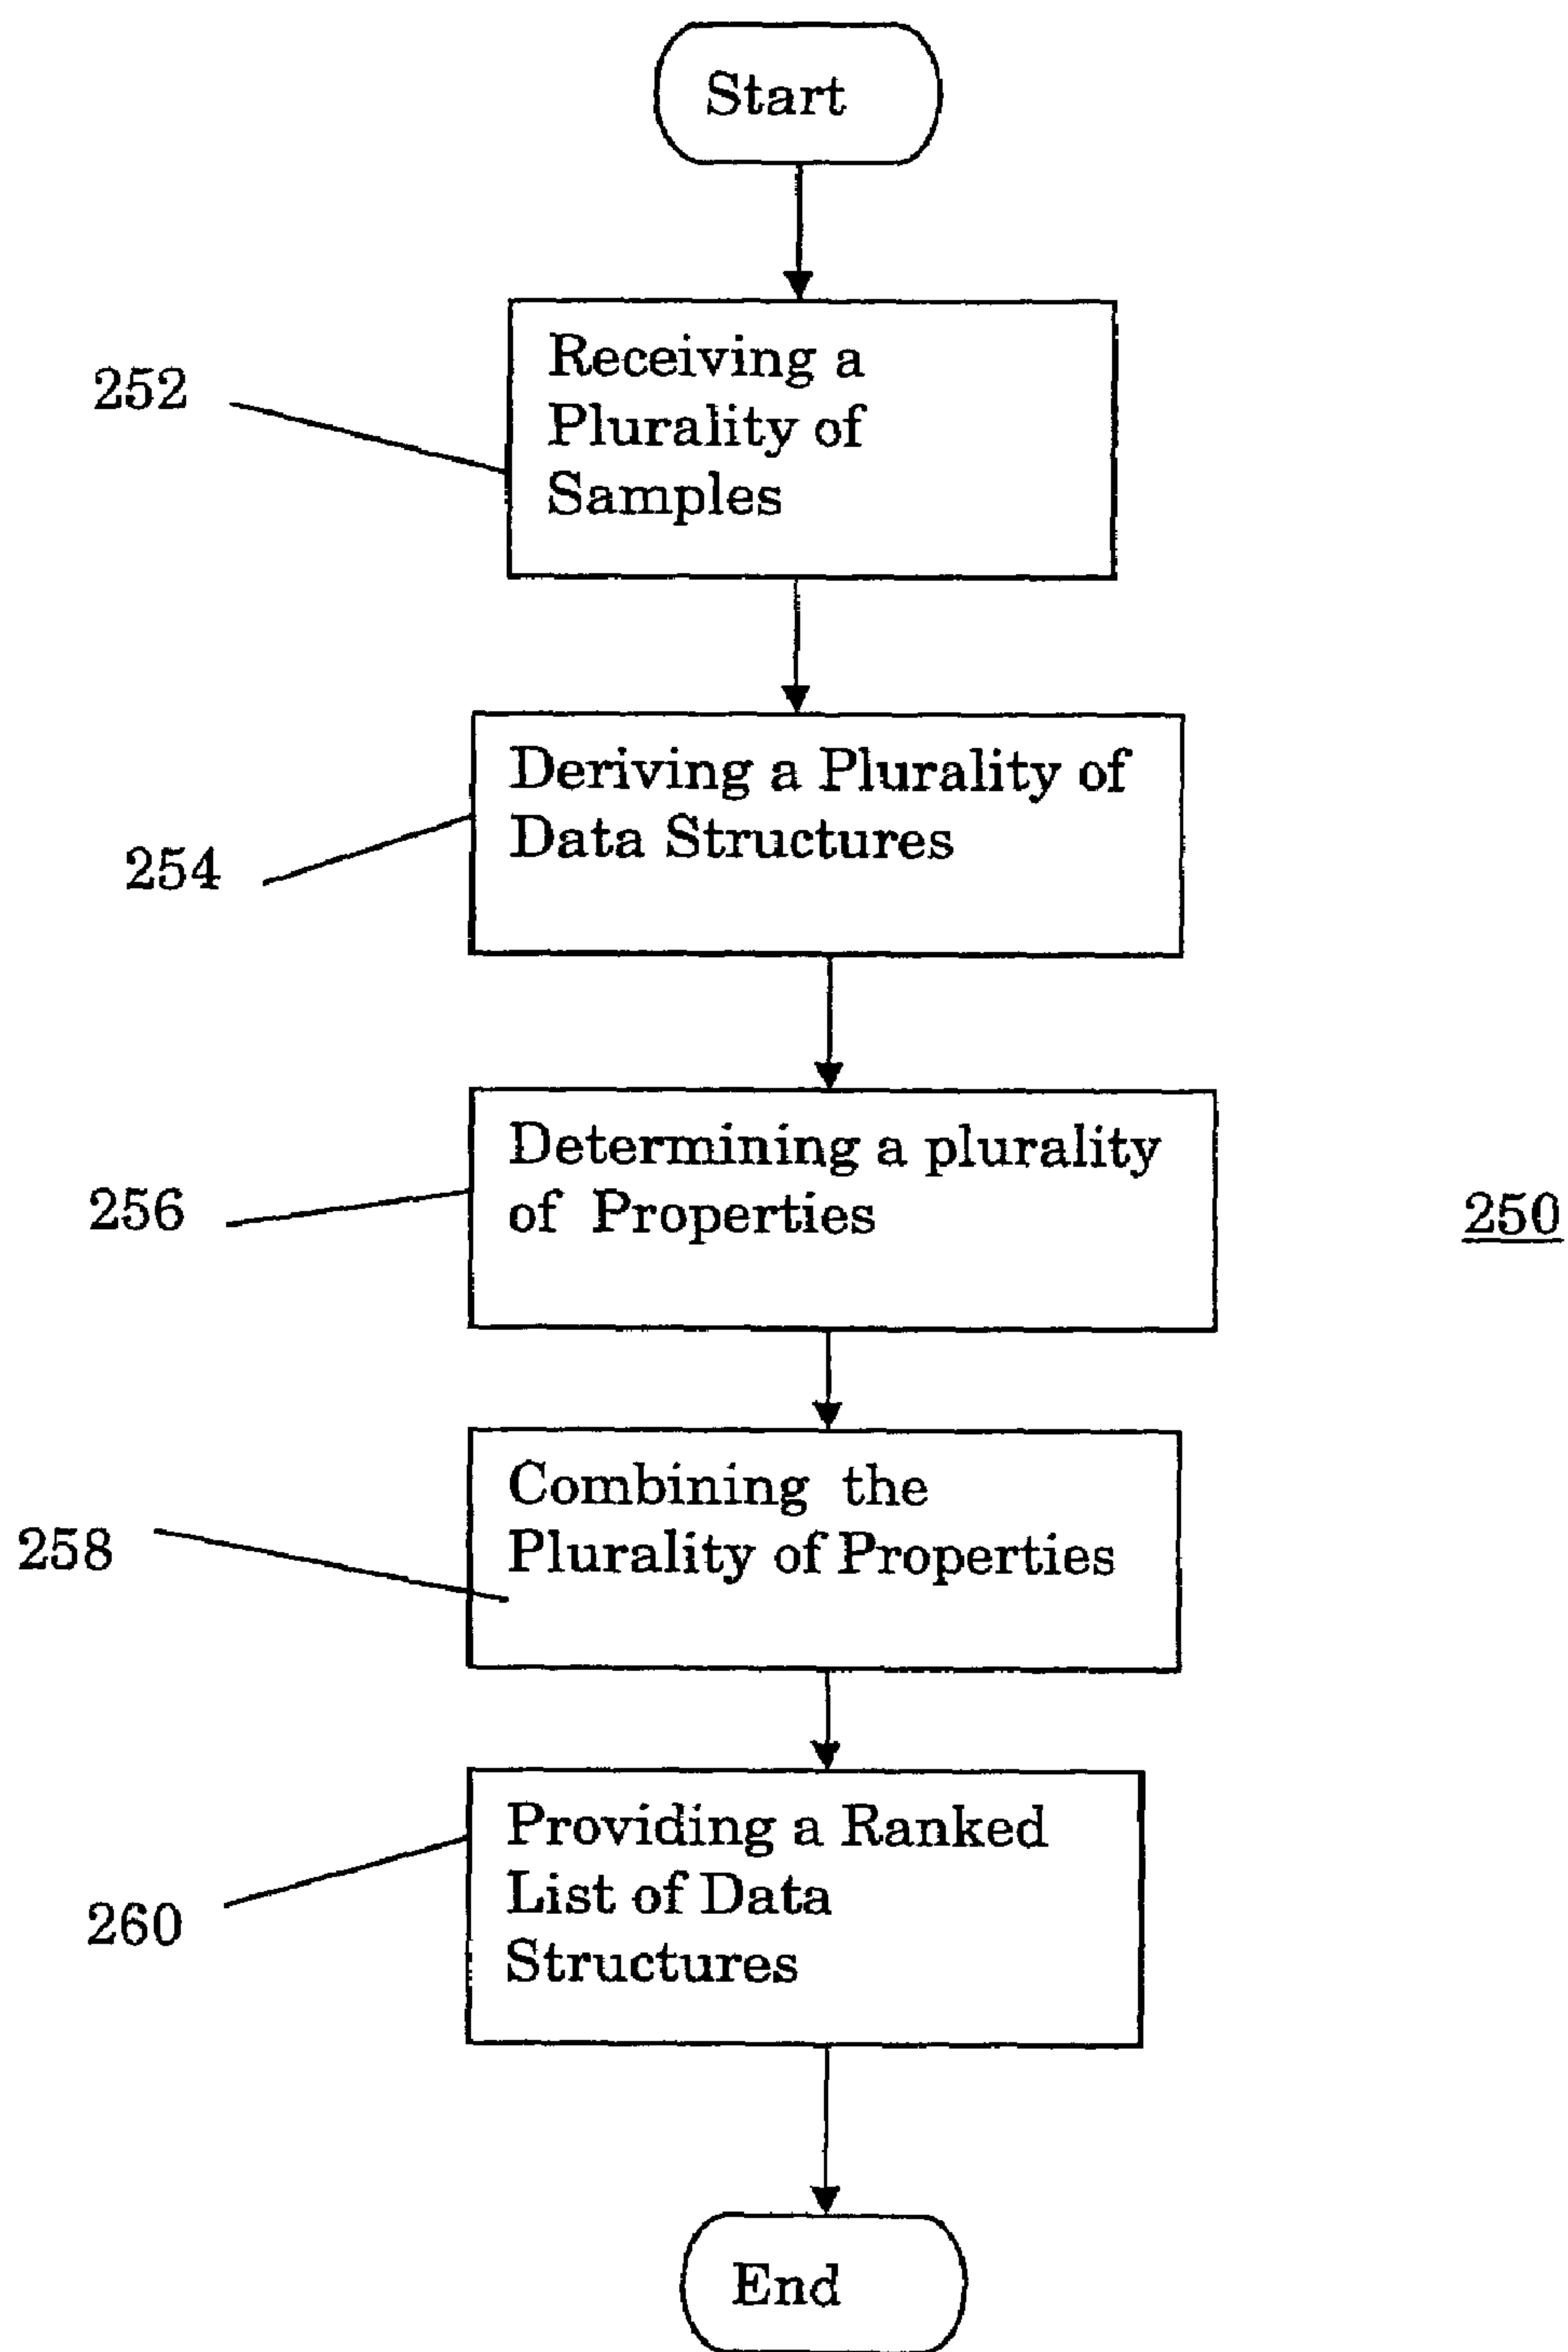 Start
252
Receiving a
Plurality of
Samples
254
Deriving a Plurality of
Data Structures
256
Determining a plurality
of Properties
250
258
Combining the
Plurality of Properties
260
Providing a Ranked
List of Data
Structures
End